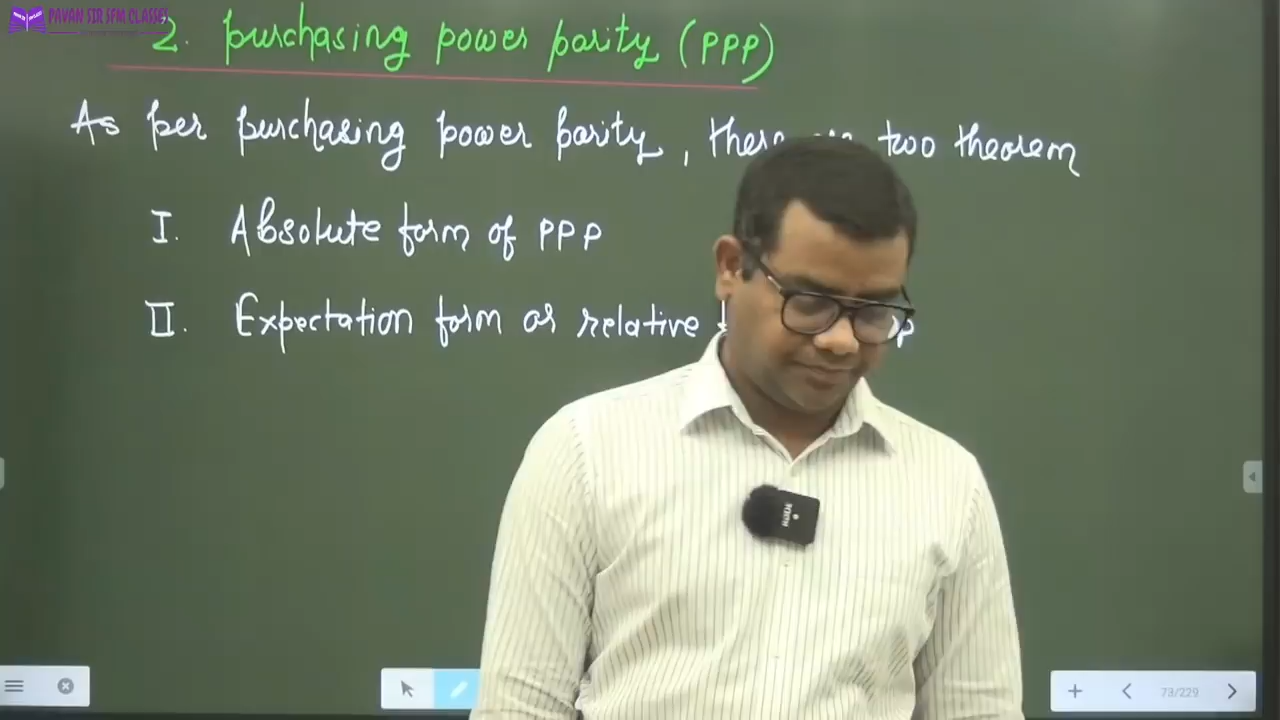 PAVAN SIR SFM CLASSES
2. purchasing power parity (PPP)
As per purchasing power parity, there are two theorem
I. Absolute form of PPP
II. Expectation form or relative
73/229